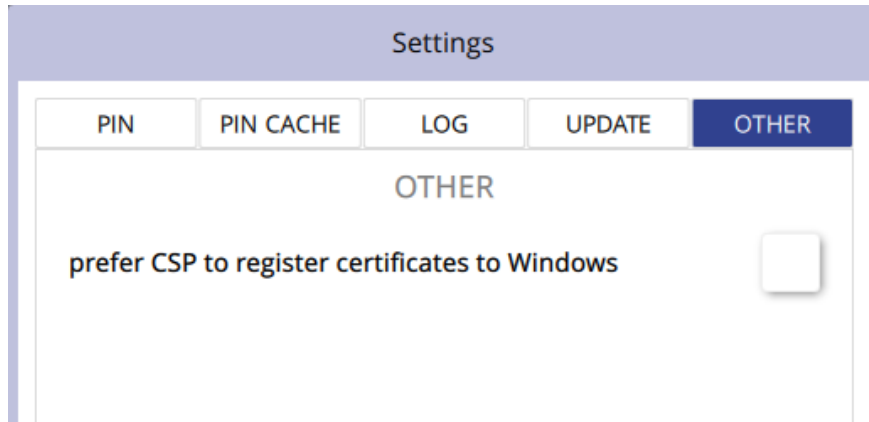 Settings
PIN PIN CACHE LOG UPDATE OTHER
OTHER
prefer CSP to register certificates to Windows